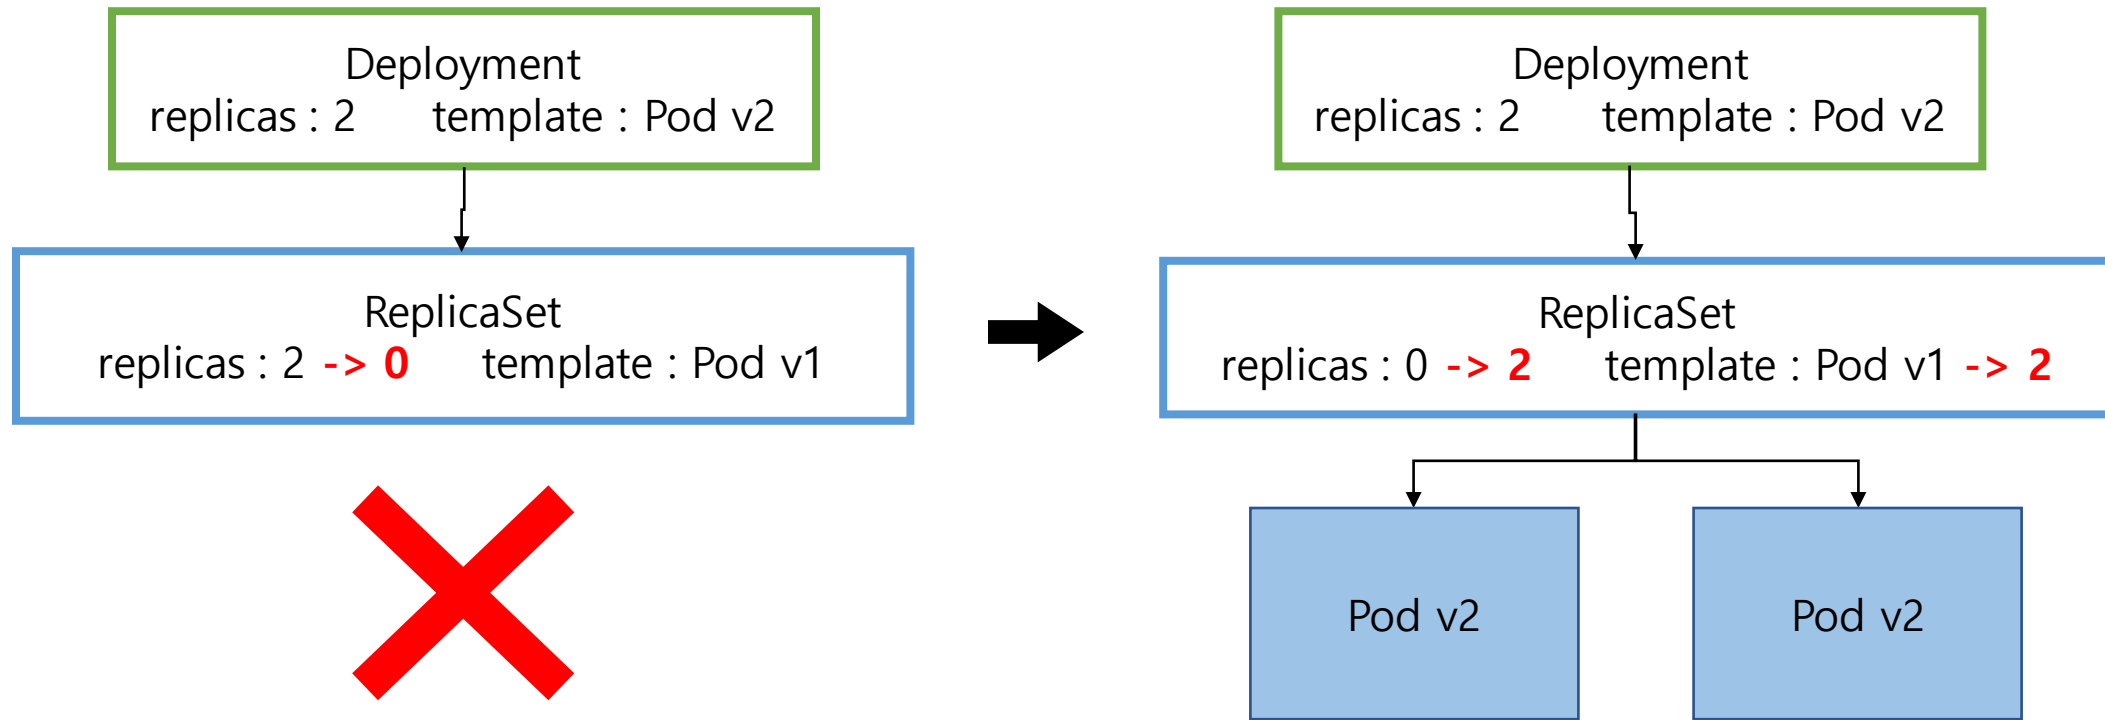 Deployment
replicas : 2 template : Pod v2
ReplicaSet
replicas : 2 -> 0 template : Pod v1
Deployment
replicas : 2 template : Pod v2
ReplicaSet
replicas : 0 -> 2 template : Pod v1 -> 2
Pod v2
Pod v2